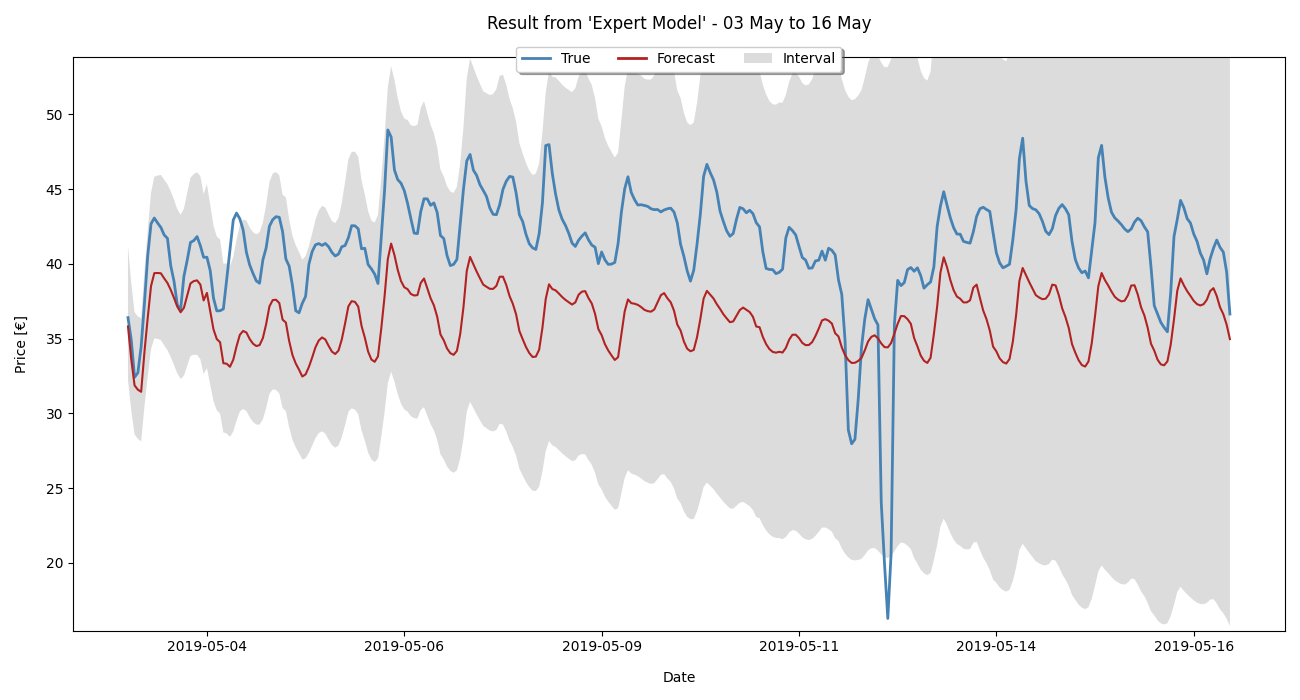 Result from 'Expert Model' - 03 May to 16 May
True Forecast Interval
Price [€]
50
45
40
35
30
25
20
2019-05-04 2019-05-06 2019-05-09 2019-05-11 2019-05-14 2019-05-16
Date